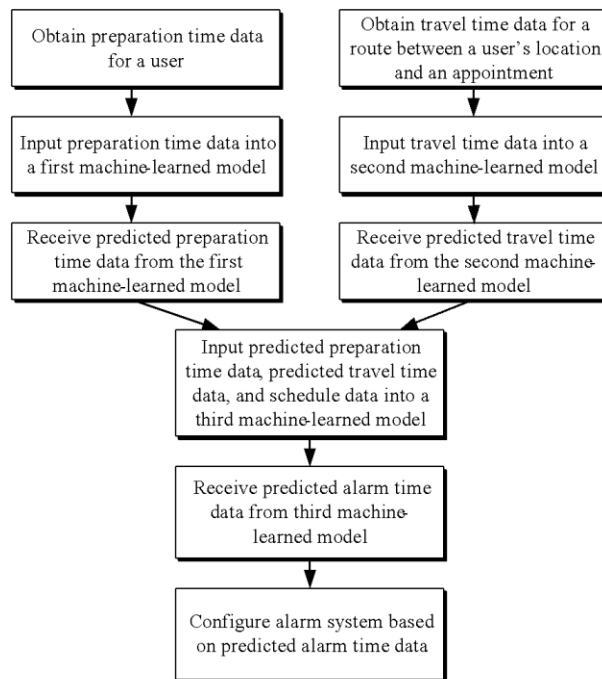 Obtain preparation time data
for a user
Obtain travel time data for a
route between a user's location
and an appointment
Input preparation time data into
a first machine-learned model
Input travel time data into a
second machine-learned model
Receive predicted preparation
time data from the first
machine-learned model
Receive predicted travel time
data from the second machine-
learned model
Input predicted preparation
time data, predicted travel time
data, and schedule data into a
third machine-learned model
Receive predicted alarm time
data from third machine-
learned model
Configure alarm system based
on predicted alarm time data